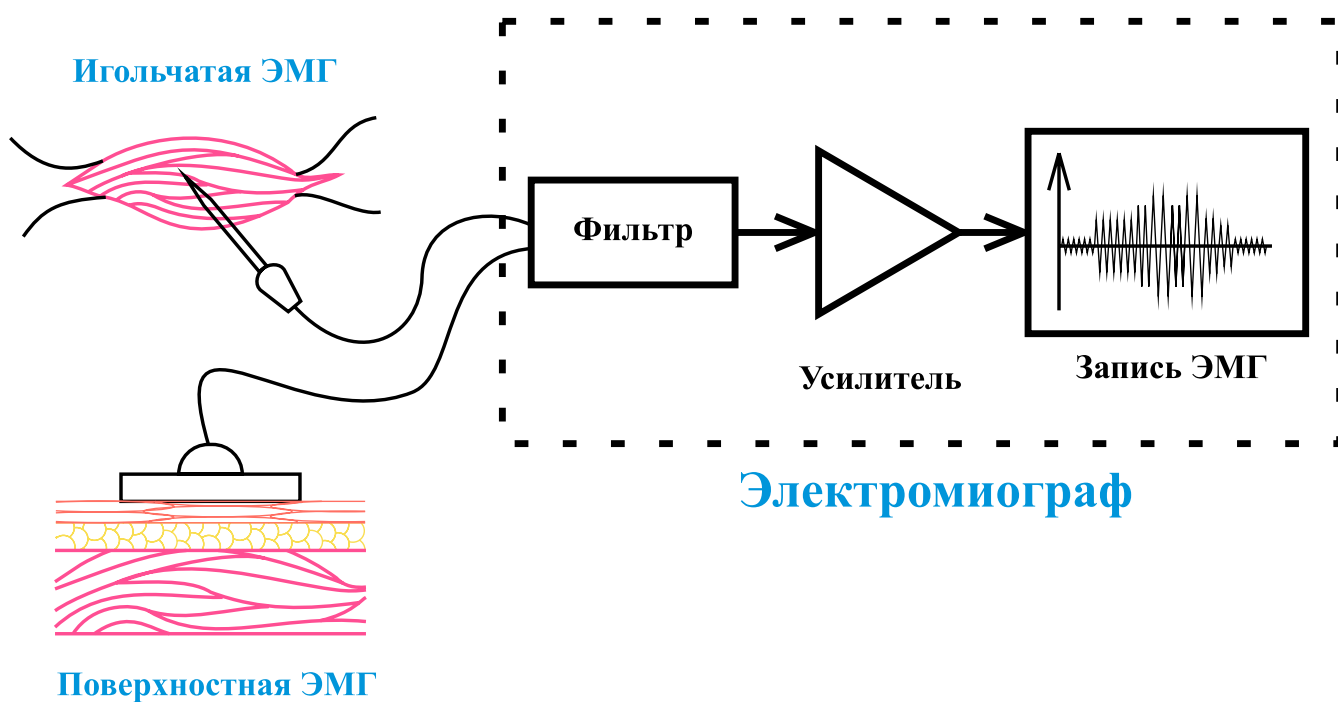 Игольчатая ЭМГ
Фильтр
Усилитель
Запись ЭМГ
Электромиограф
Поверхностная ЭМГ